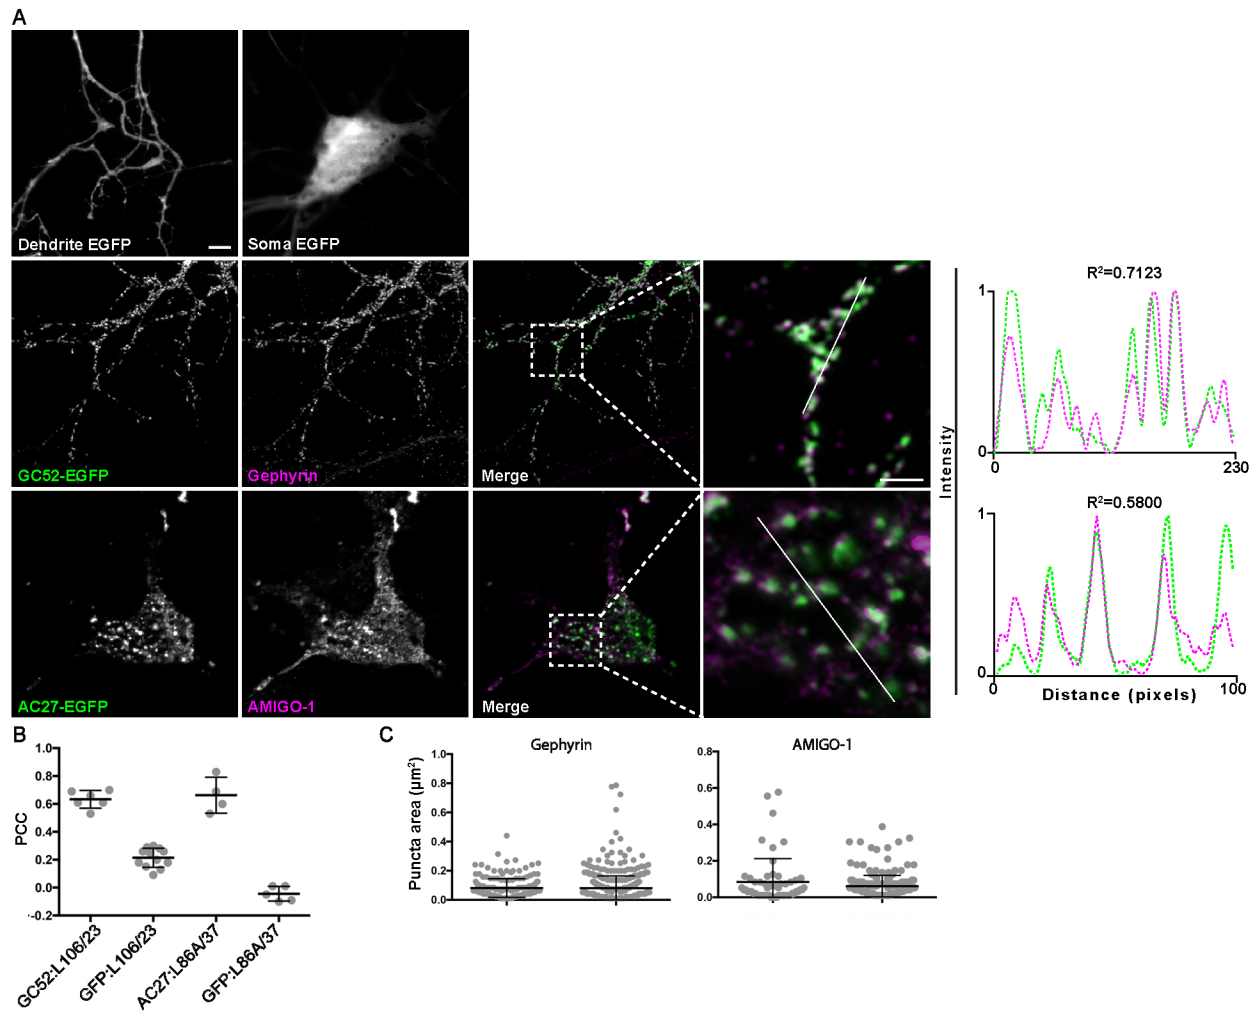 A
Dendrite EGFP
Soma EGFP
GC52-EGFP
Gephyrin
Merge
R²=0.7123
1
0
0
230
Intensity
AC27-EGFP
AMIGO-1
Merge
R²=0.5800
1
0
0
100
Distance (pixels)
B
PCC
1.0
0.8
0.6
0.4
0.2
0.0
-0.2
GC52:L106/23
GFP:L106/23
AC27:L86A/37
GFP:L86A/37
C
Gephyrin
Puncta area (μm²)
1.0
0.8
0.6
0.4
0.2
0.0
AMIGO-1
0.8
0.6
0.4
0.2
0.0